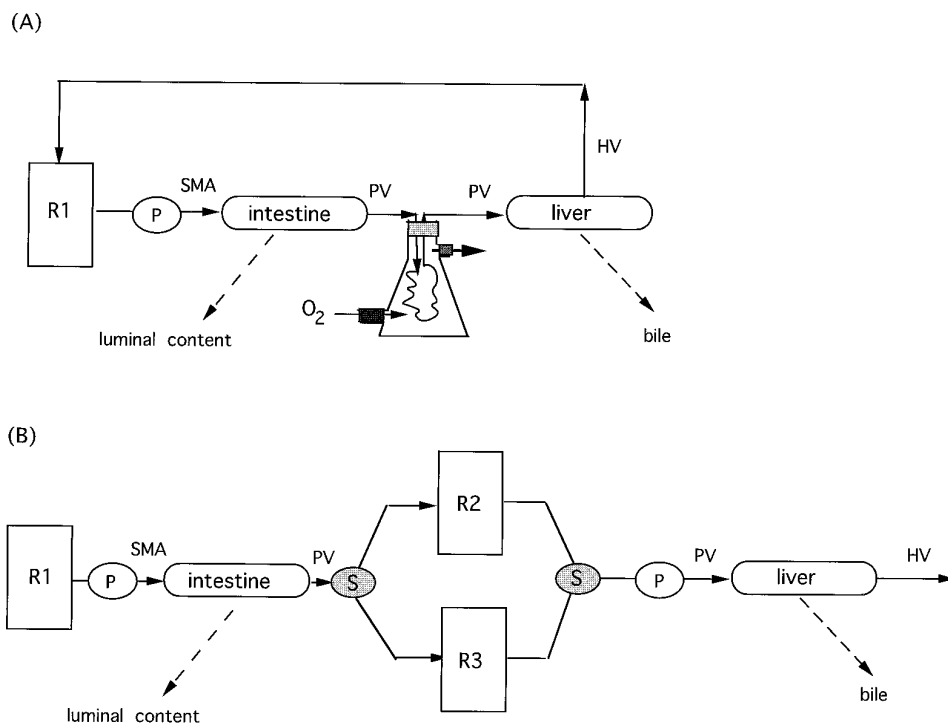 (A)
HV
R1
P
SMA
intestine
PV
PV
liver
O2
luminal content
bile
(B)
R1
P
SMA
intestine
PV
S
R2
R3
S
P
PV
liver
HV
luminal content
bile